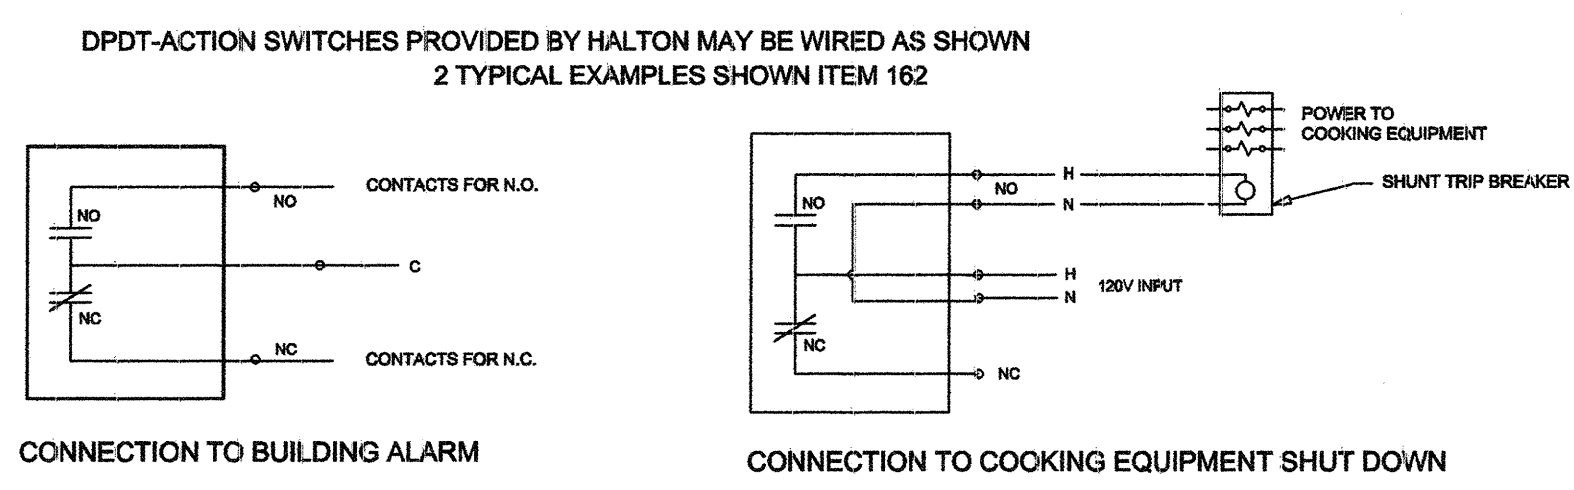 DPDT-ACTION SWITCHES PROVIDED BY HALTON MAY BE WIRED AS SHOWN
2 TYPICAL EXAMPLES SHOWN ITEM 162
CONTACTS FOR N.O.
NO
NO
C
NC
NC
CONTACTS FOR N.C.
CONNECTION TO BUILDING ALARM
POWER TO
COOKING EQUIPMENT
SHUNT TRIP BREAKER
H
NO
N
NO
H
120V INPUT
N
NC
NC
CONNECTION TO COOKING EQUIPMENT SHUT DOWN